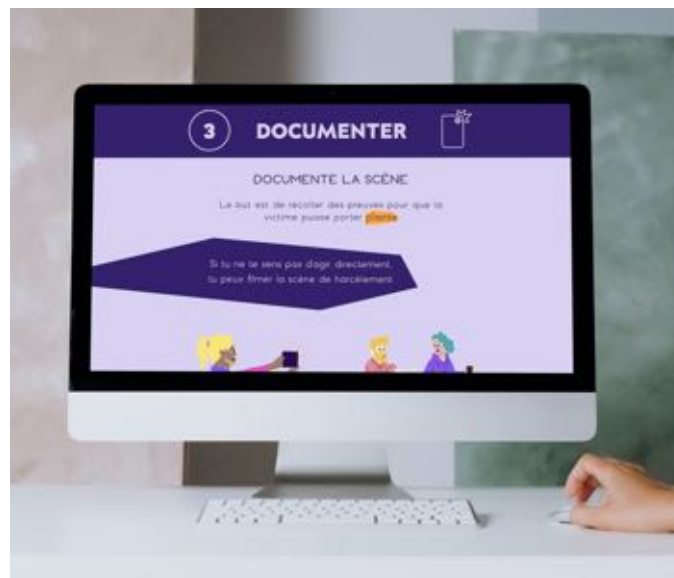 3 DOCUMENTER
DOCUMENTE LA SCÈNE
Le but est de récolter des preuves pour que la
victime puisse porter plainte
Si tu ne te sens pas d'agir directement,
tu peux filmer la scène de harcèlement